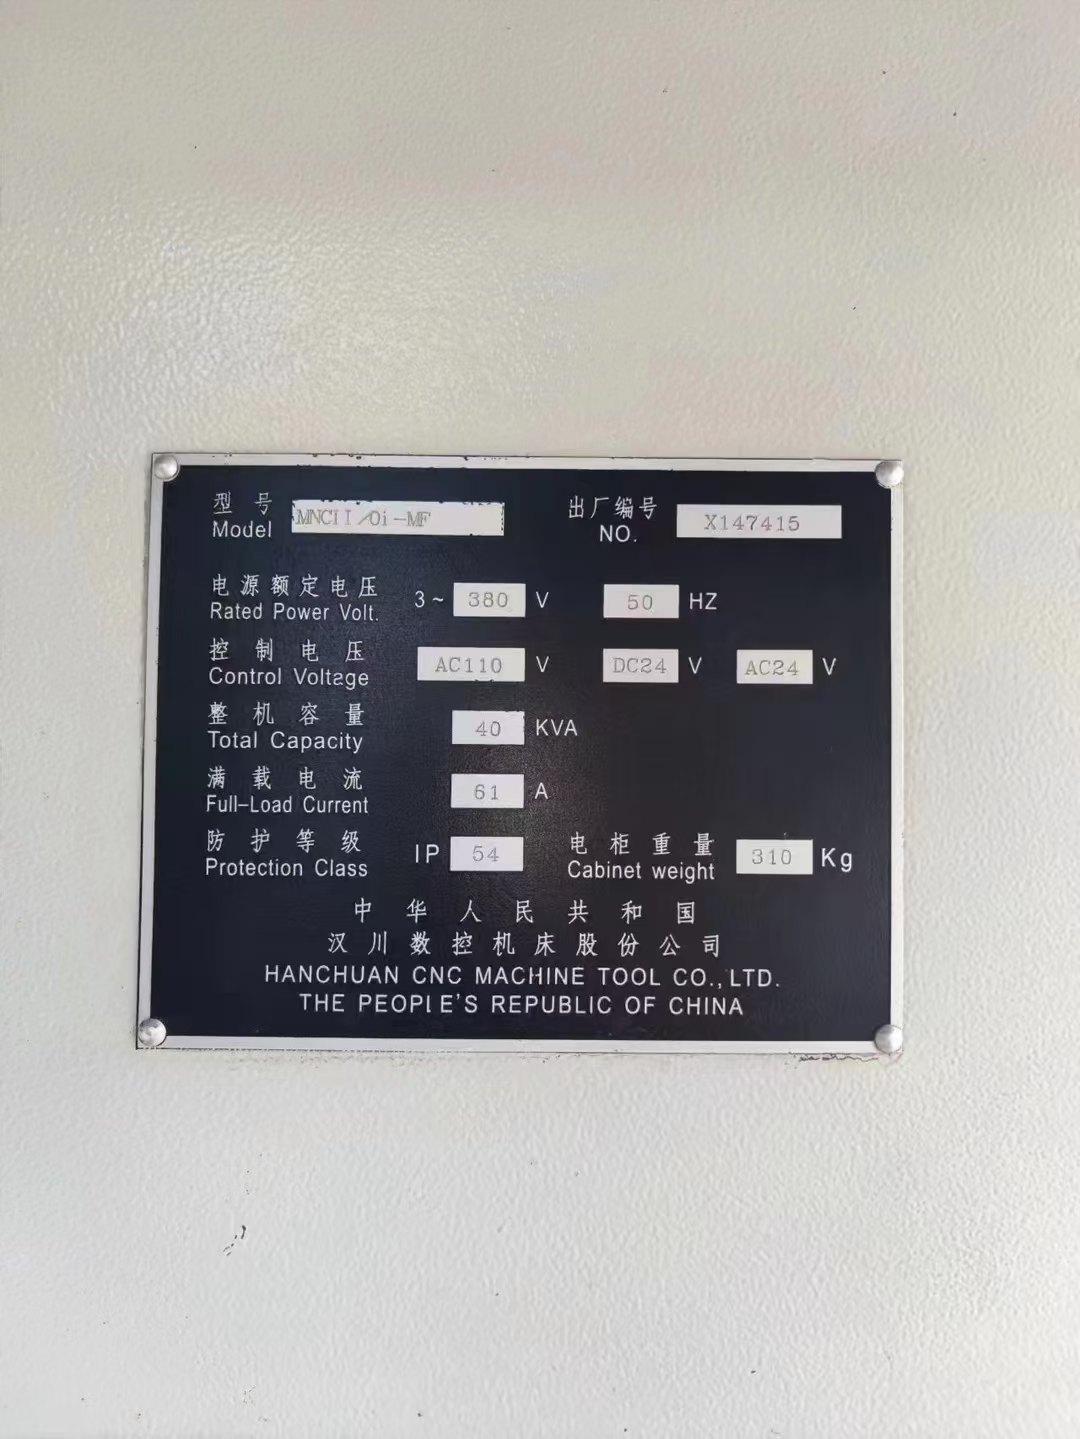 型号 MNCII/0i-MF 出厂编号 X147415
Model NO.
电源额定电压 3~ 380 V 50 HZ
Rated Power Volt.
控制电压 AC110 V DC24 V AC24 V
Control Voltage
整机容量 40 KVA
Total Capacity
满载电流 61 A
Full-Load Current
防护等级 IP 54 电柜重量 310 Kg
Protection Class Cabinet weight
中华人民共和国
汉川数控机床股份公司
HANCHUAN CNC MACHINE TOOL CO.,LTD.
THE PEOPLE'S REPUBLIC OF CHINA